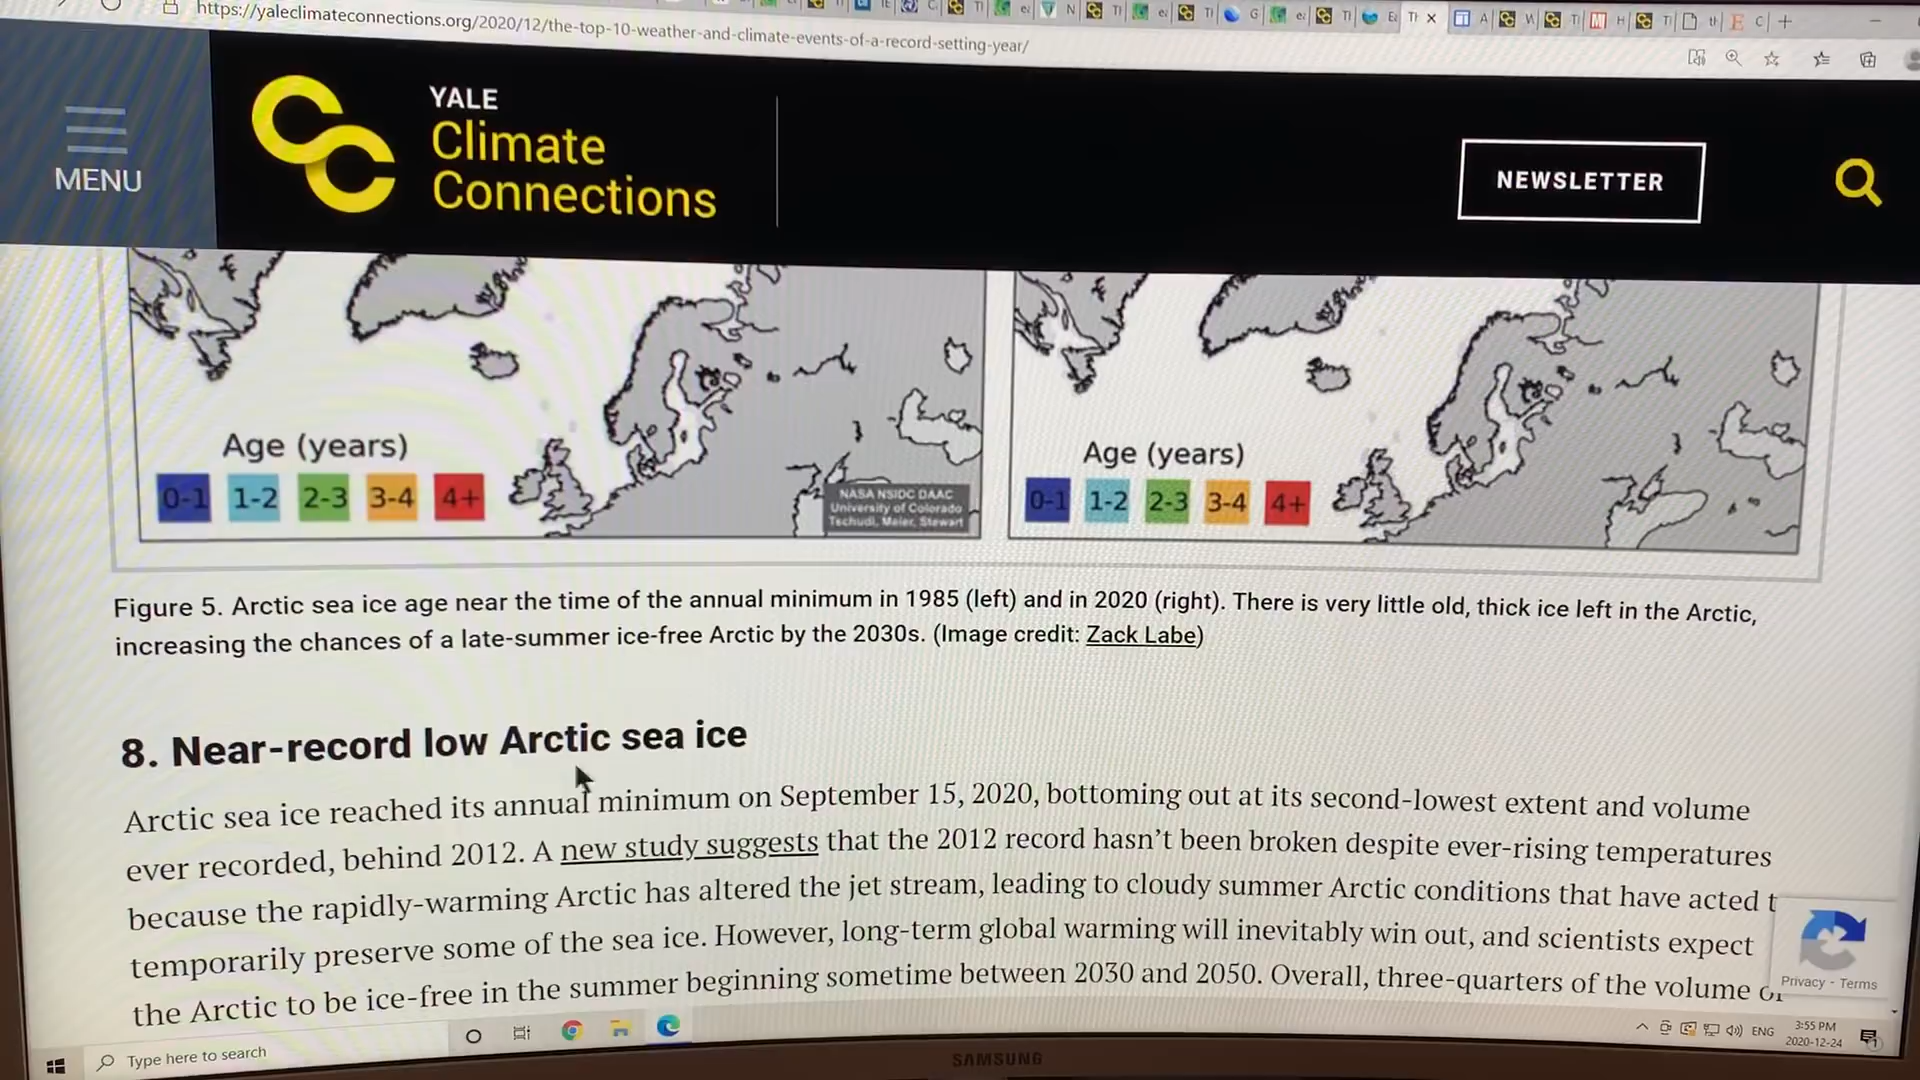 https://yaleclimateconnections.org/2020/12/the-top-10-weather-and-climate-events-of-a-record-setting-year/
MENU
YALE
Climate
Connections
NEWSLETTER
Age (years)
0-1 1-2 2-3 3-4 4+
NASA NSIDC DAAC
University of Colorado
Tschudi, Meier, Stewart
Age (years)
0-1 1-2 2-3 3-4 4+
Figure 5. Arctic sea ice age near the time of the annual minimum in 1985 (left) and in 2020 (right). There is very little old, thick ice left in the Arctic,
increasing the chances of a late-summer ice-free Arctic by the 2030s. (Image credit: Zack Labe)
8. Near-record low Arctic sea ice
Arctic sea ice reached its annual minimum on September 15, 2020, bottoming out at its second-lowest extent and volume
ever recorded, behind 2012. A new study suggests that the 2012 record hasn't been broken despite ever-rising temperatures
because the rapidly-warming Arctic has altered the jet stream, leading to cloudy summer Arctic conditions that have acted t
temporarily preserve some of the sea ice. However, long-term global warming will inevitably win out, and scientists expect
the Arctic to be ice-free in the summer beginning sometime between 2030 and 2050. Overall, three-quarters of the volume of
Privacy - Terms
Type here to search
ENG
3:55 PM
2020-12-24
SAMSUNG